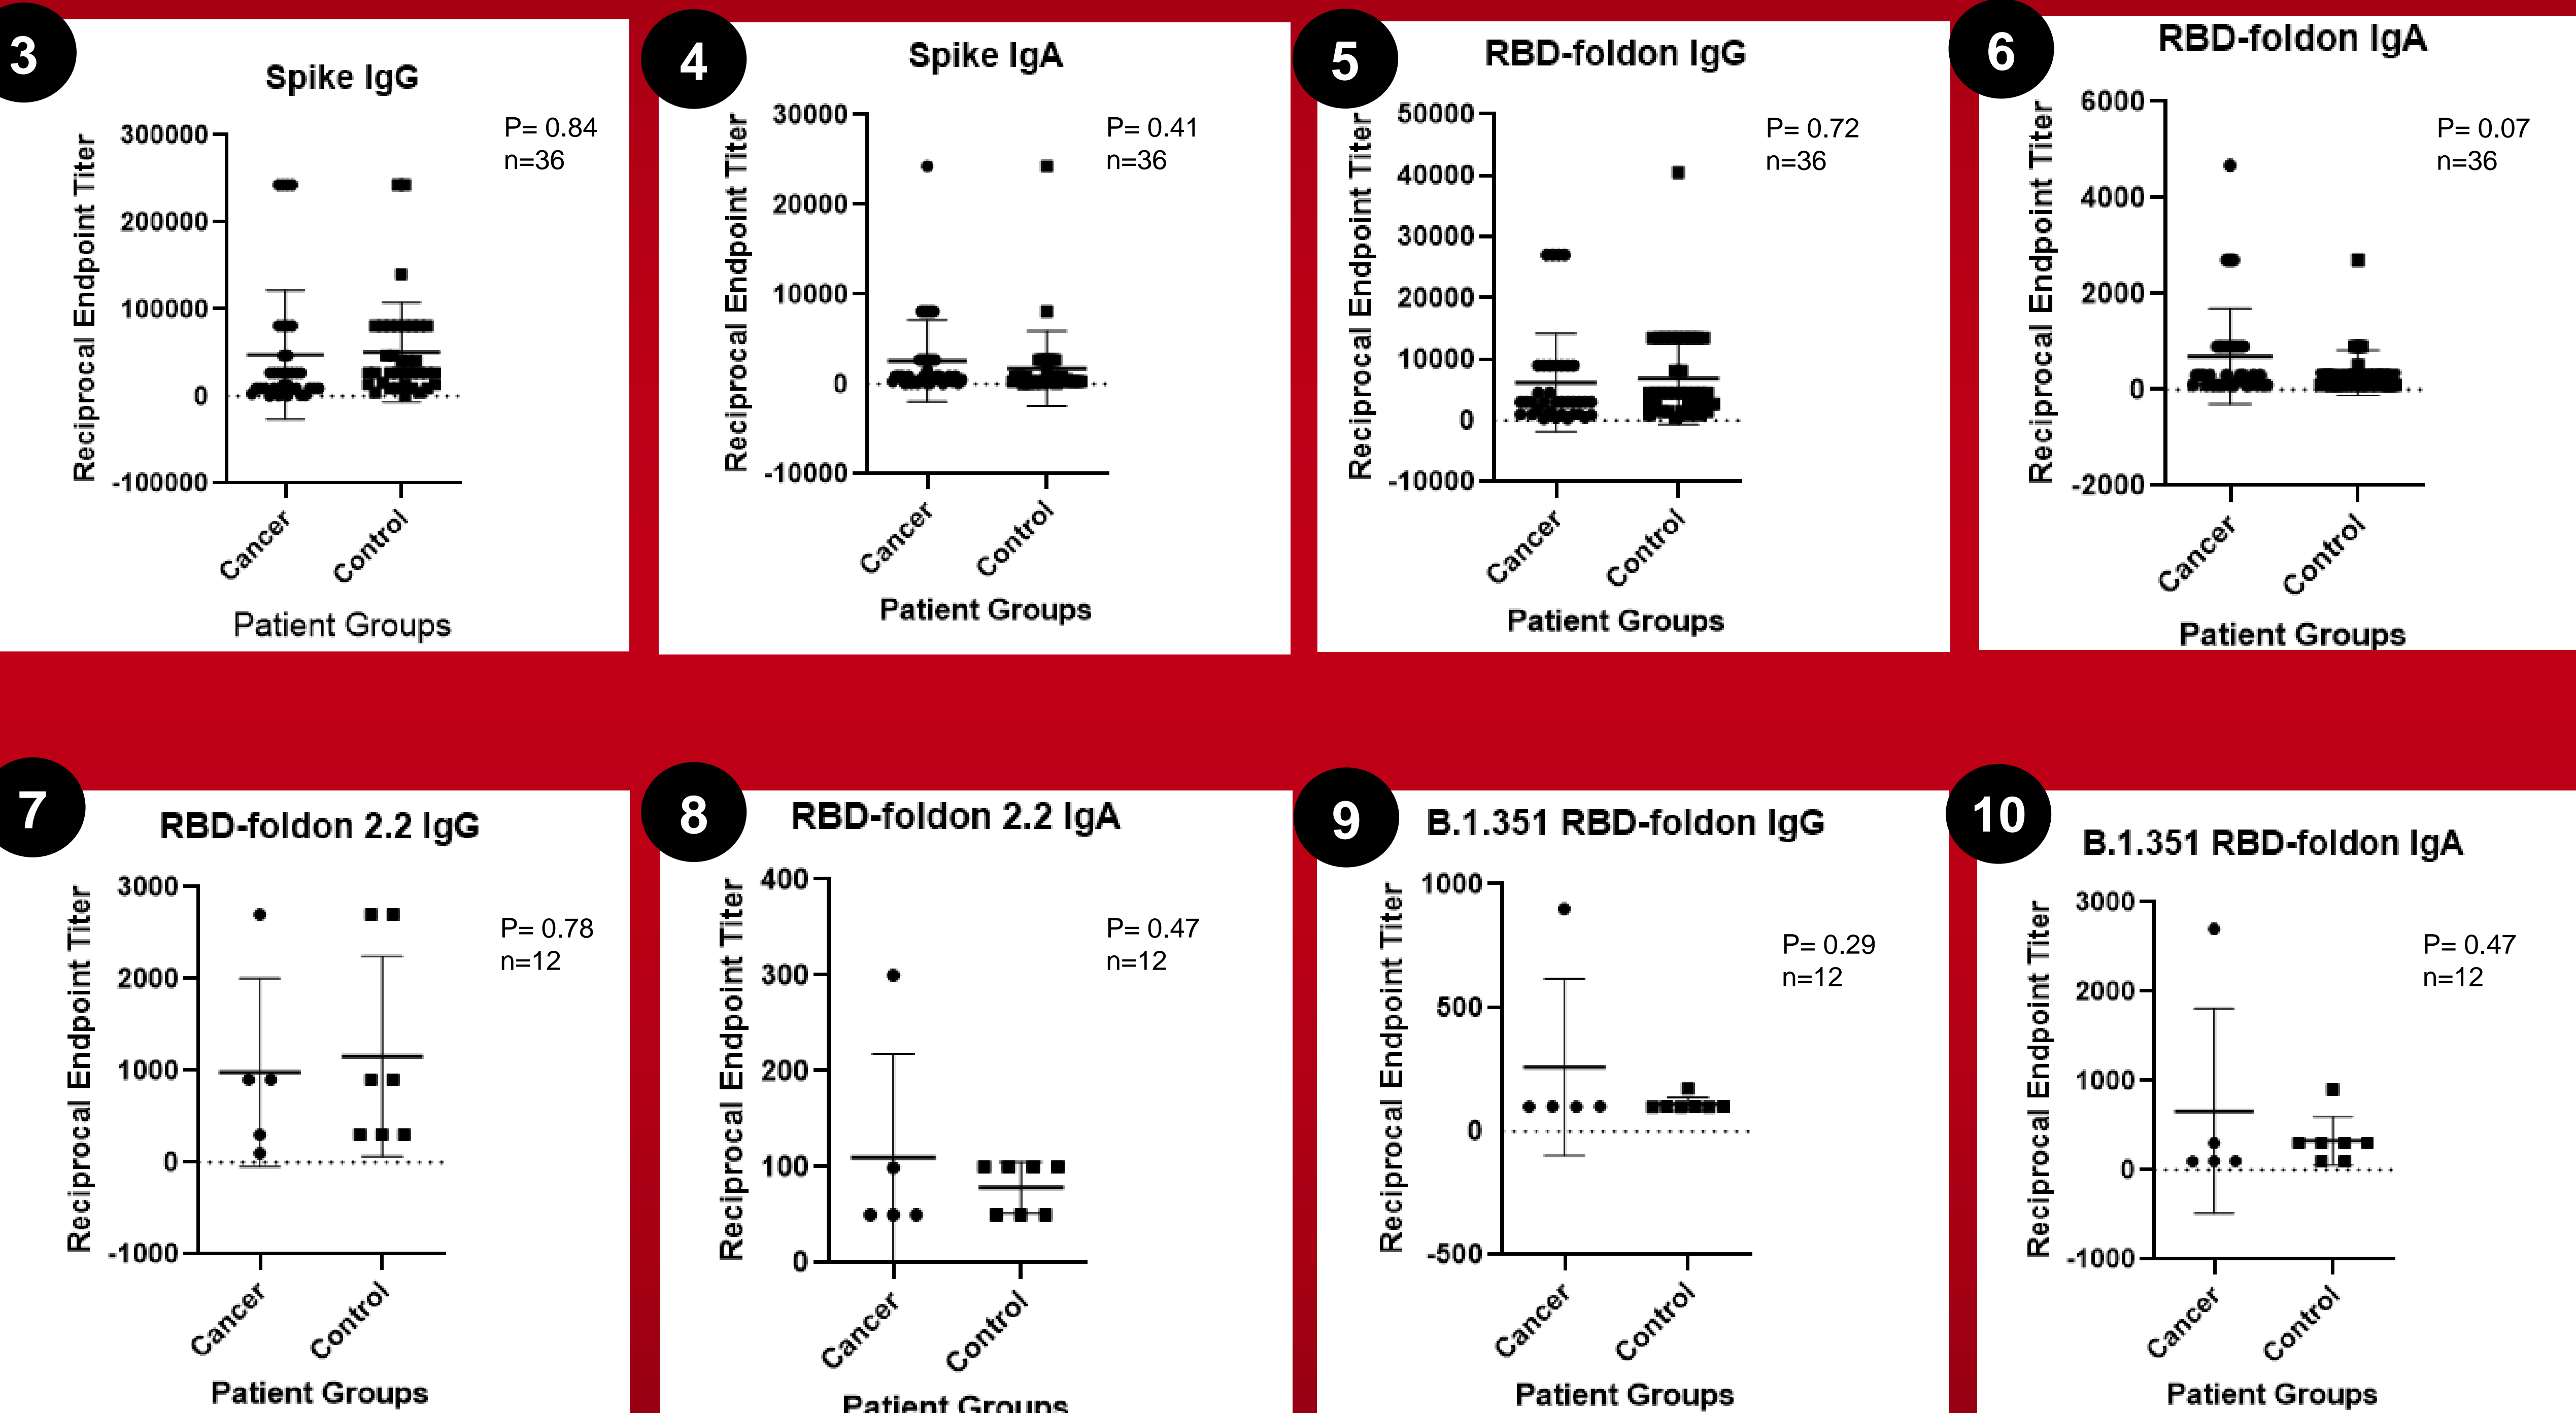 3
Spike IgG
P= 0.84
n=36
Reciprocal Endpoint Titer
300000
200000
100000
0
-100000
Cancer
Control
Patient Groups
4
Spike IgA
P= 0.41
n=36
Reciprocal Endpoint Titer
30000
20000
10000
0
-10000
Cancer
Control
Patient Groups
5
RBD-foldon IgG
P= 0.72
n=36
Reciprocal Endpoint Titer
50000
40000
30000
20000
10000
0
-10000
Cancer
Control
Patient Groups
6
RBD-foldon IgA
P= 0.07
n=36
Reciprocal Endpoint Titer
6000
4000
2000
0
-2000
Cancer
Control
Patient Groups
7
RBD-foldon 2.2 IgG
P= 0.78
n=12
Reciprocal Endpoint Titer
3000
2000
1000
0
-1000
Cancer
Control
Patient Groups
8
RBD-foldon 2.2 IgA
P= 0.47
n=12
Reciprocal Endpoint Titer
400
300
200
100
0
Cancer
Control
Patient Groups
9
B.1.351 RBD-foldon IgG
P= 0.29
n=12
Reciprocal Endpoint Titer
1000
500
0
-500
Cancer
Control
Patient Groups
10
B.1.351 RBD-foldon IgA
P= 0.47
n=12
Reciprocal Endpoint Titer
3000
2000
1000
0
-1000
Cancer
Control
Patient Groups